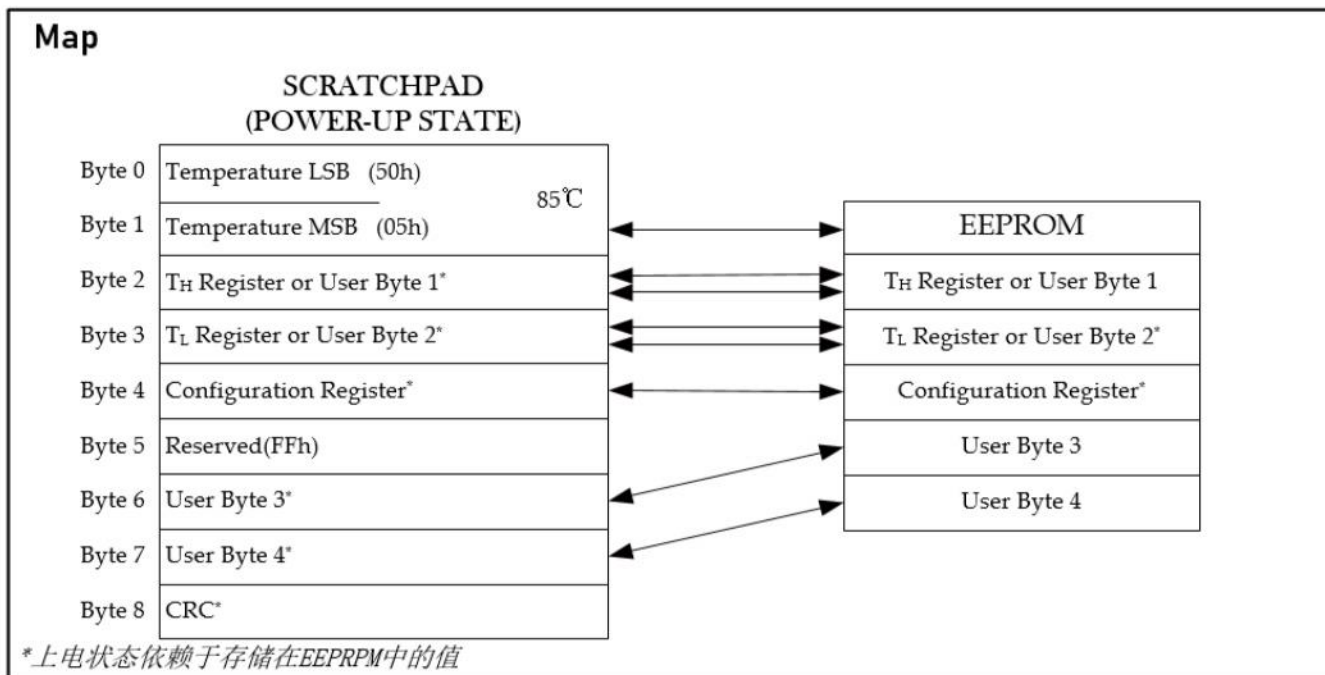 Map
SCRATCHPAD
(POWER-UP STATE)
Byte 0 Temperature LSB (50h)
85℃
Byte 1 Temperature MSB (05h)
EEPROM
Byte 2 TH Register or User Byte 1*
TH Register or User Byte 1
Byte 3 TL Register or User Byte 2*
TL Register or User Byte 2*
Byte 4 Configuration Register*
Configuration Register*
Byte 5 Reserved(FFh)
User Byte 3
Byte 6 User Byte 3*
User Byte 4
Byte 7 User Byte 4*
Byte 8 CRC*
*上电状态依赖于存储在EEPRPM中的值